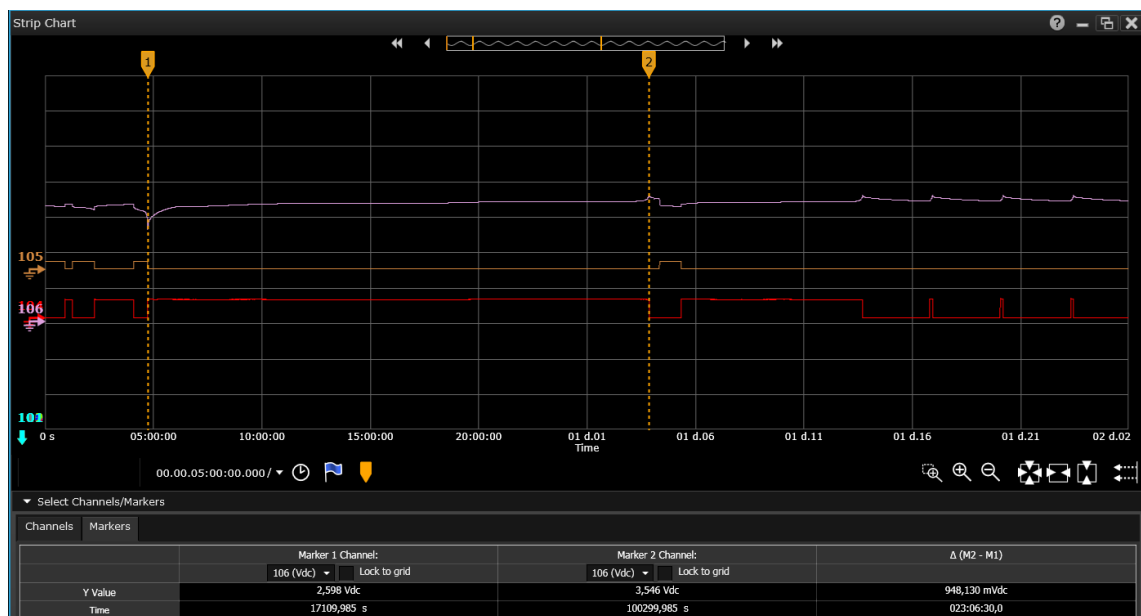 Strip Chart
1 2
105
106
0 s 05:00:00 10:00:00 15:00:00 20:00:00 01 d.01 01 d.06 01 d.11 01 d.16 01 d.21 02 d.02
Time
00.00.05:00:00.000 /
Select Channels/Markers
Channels Markers
Marker 1 Channel: Marker 2 Channel: Δ (M2 - M1)
106 (Vdc) Lock to grid 106 (Vdc) Lock to grid
Y Value 2,598 Vdc 3,546 Vdc 948,130 mVdc
Time 17109,985 s 100299,985 s 023:06:30,0